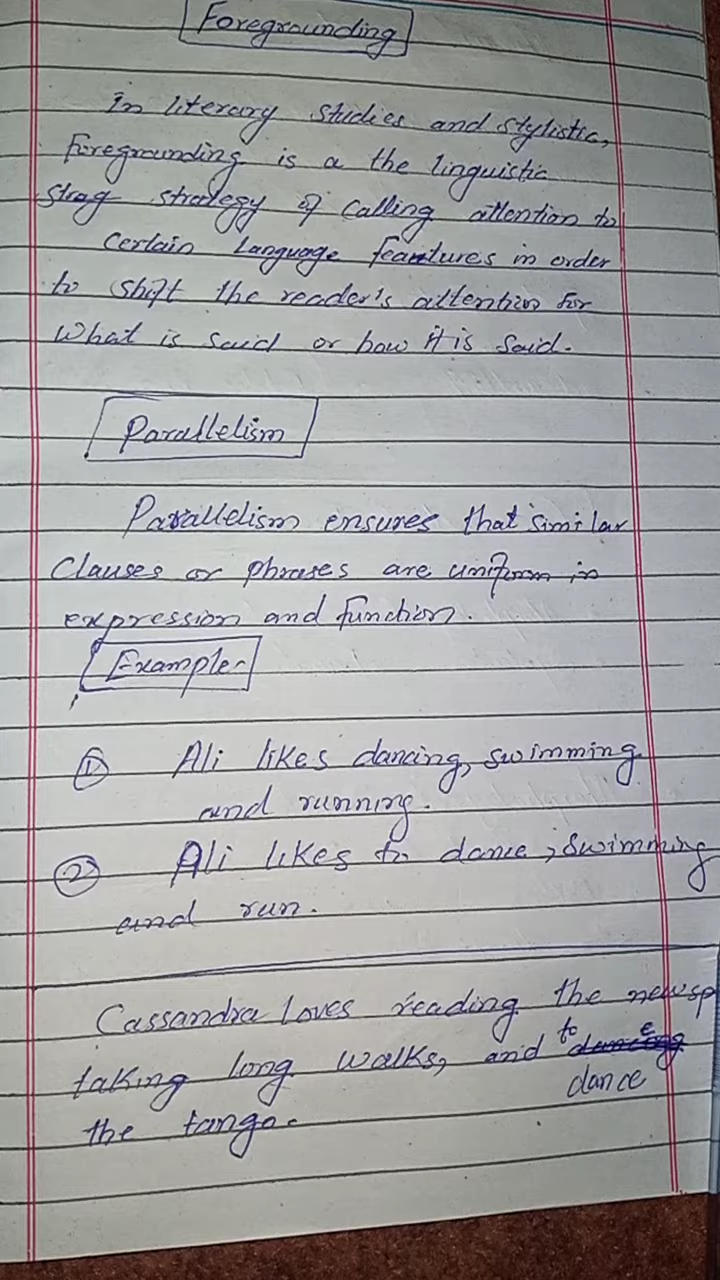 Foregrounding
In literary studies and stylistic,
Foregrounding is a the linguistic
strag strategy of calling attention to
certain language features in order
to shift the reader's attention for
what is said or how it is said.
Parallelism
Parallelism ensures that similar
clauses or phrases are uniform in
expression and function.
Example-
① Ali likes dancing, swimming
and running.
② Ali likes to dance, swimming
and run.
Cassandra loves reading the newsp
taking long walks, and to
dance
the tango.